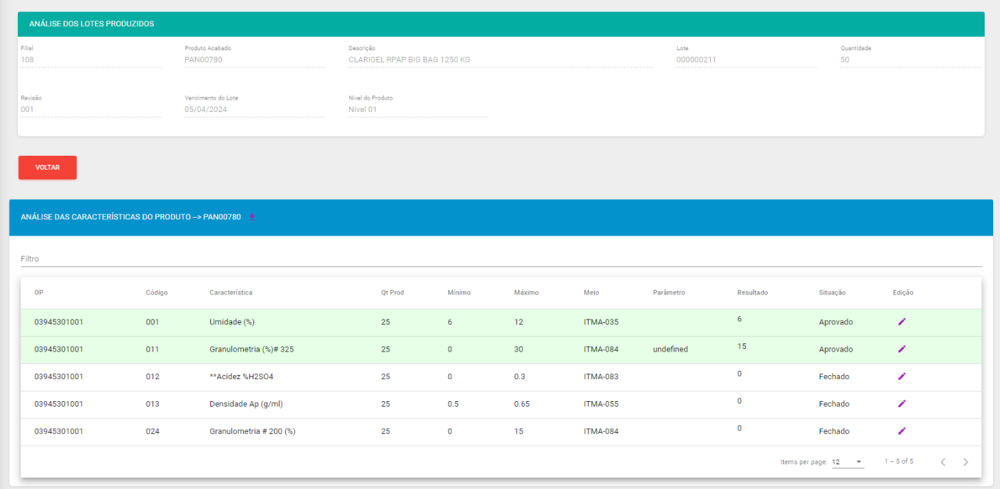 ANÁLISE DOS LOTES PRODUZIDOS
Filial Produto Acabado Descrição Lote Quantidade
108 PAN00780 CLARIGEL RPAP BIG BAG 1250 KG 000000211 50
Revisão Vencimento do Lote Nivel do Produto
001 05/04/2024 Nivel 01
VOLTAR
ANÁLISE DAS CARACTERÍSTICAS DO PRODUTO --> PAN00780
Filtro
OP Código Característica Qt Prod Mínimo Máximo Meio Parâmetro Resultado Situação Edição
03945301001 001 Umidade (%) 25 6 12 ITMA-035 6 Aprovado
03945301001 011 Granulometria (%)# 325 25 0 30 ITMA-084 undefined 15 Aprovado
03945301001 012 **Acidez %H2SO4 25 0 0.3 ITMA-083 0 Fechado
03945301001 013 Densidade Ap (g/ml) 25 0.5 0.65 ITMA-055 0 Fechado
03945301001 024 Granulometria # 200 (%) 25 0 15 ITMA-084 0 Fechado
Items per page: 12 1 – 5 of 5